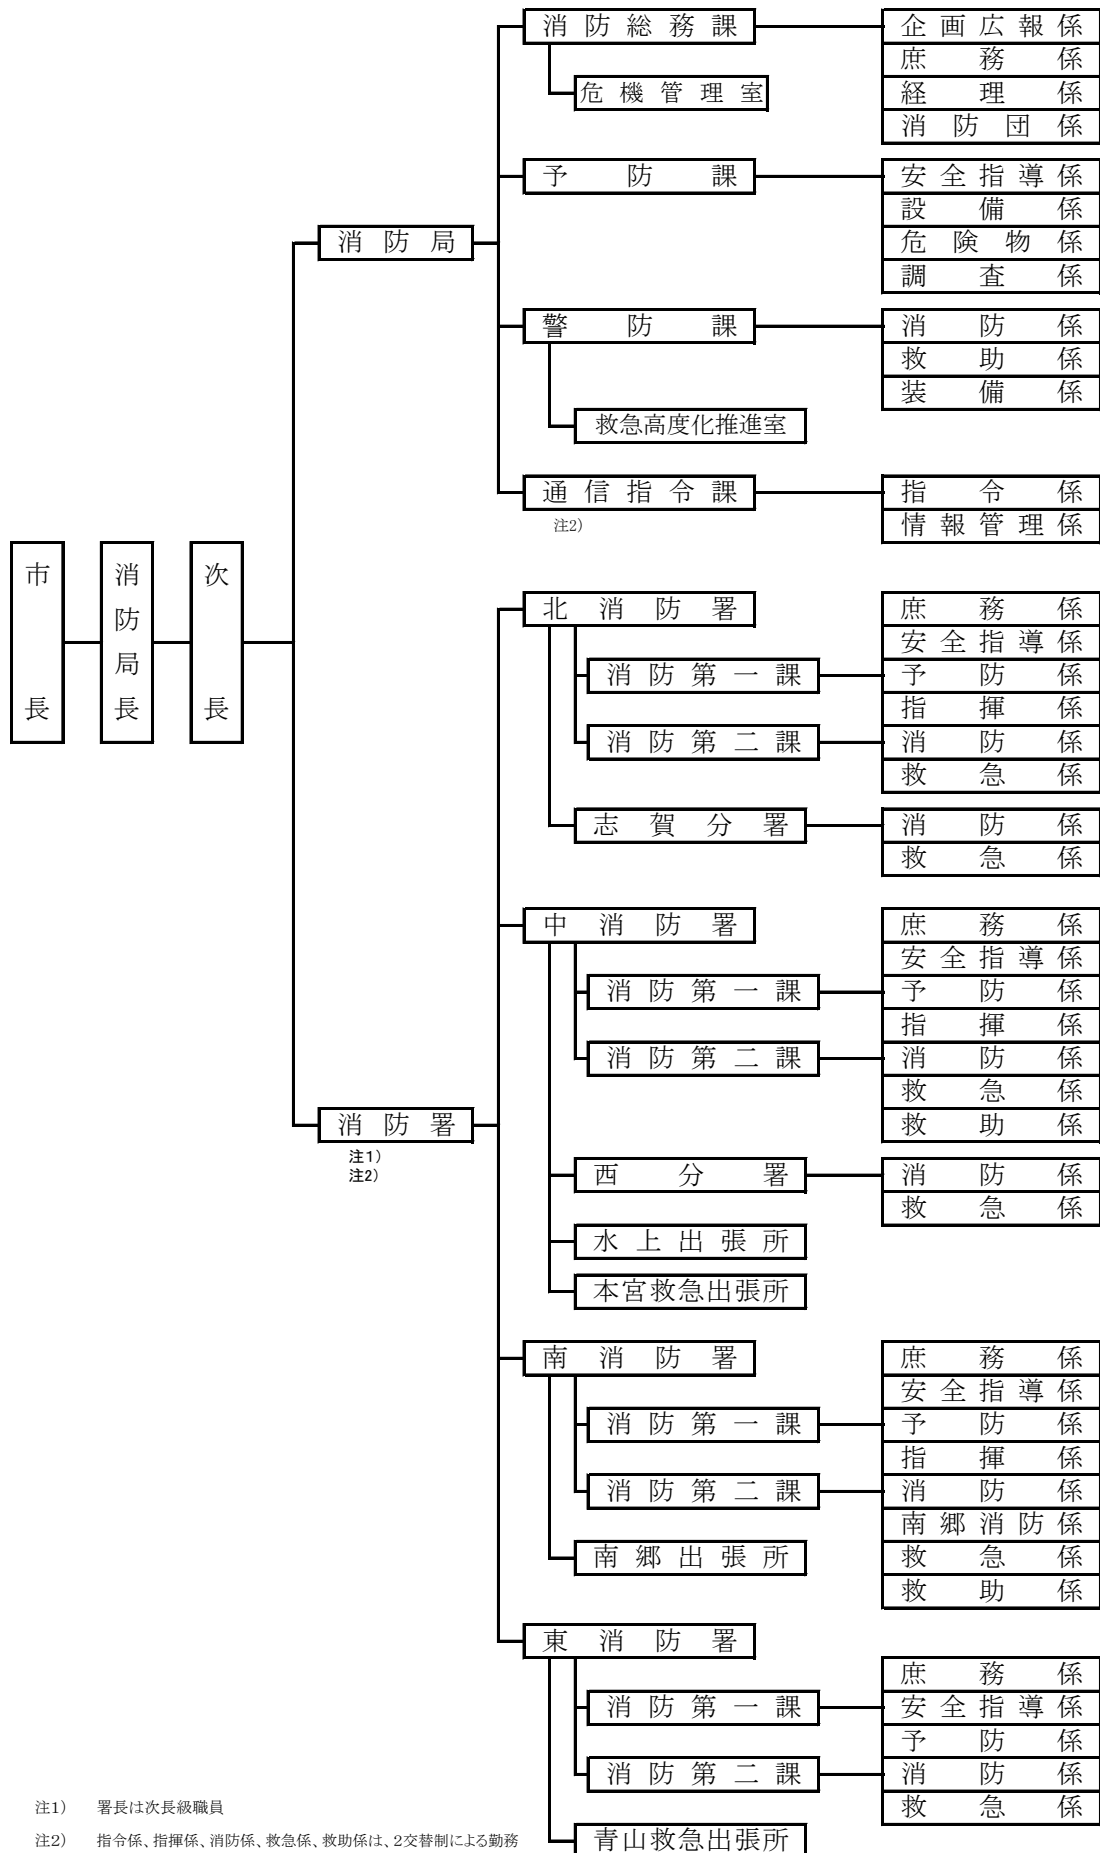 消防総務課
企画広報係
庶務係
危機管理室
経理係
消防団係
予防課
安全指導係
設備係
消防局
危険物係
調査係
警防課
消防係
救助係
装備係
救急高度化推進室
通信指令課
指令係
注2)
情報管理係
市長
消防局長
次長
北消防署
庶務係
安全指導係
消防第一課
予防係
指揮係
消防第二課
消防係
救急係
志賀分署
消防係
救急係
中消防署
庶務係
安全指導係
消防第一課
予防係
指揮係
消防第二課
消防係
救急係
救助係
消防署
注1)
注2)
西分署
消防係
救急係
水上出張所
本宮救急出張所
南消防署
庶務係
安全指導係
消防第一課
予防係
指揮係
消防第二課
消防係
南郷消防係
南郷出張所
救急係
救助係
東消防署
庶務係
消防第一課
安全指導係
予防係
消防第二課
消防係
救急係
青山救急出張所
注1) 署長は次長級職員
注2) 指令係、指揮係、消防係、救急係、救助係は、2交替制による勤務